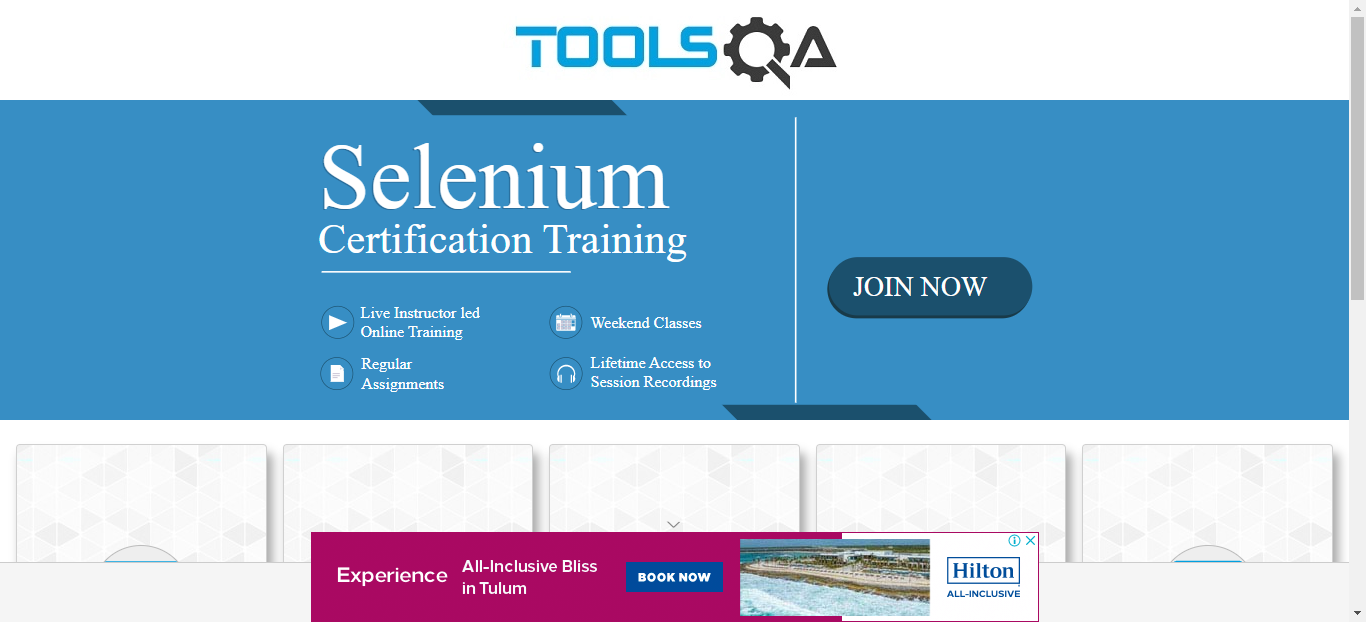 TOOLSQA
Selenium
Certification Training
Live Instructor led
Online Training
Weekend Classes
Regular
Assignments
Lifetime Access to
Session Recordings
JOIN NOW
Experience
All-Inclusive Bliss
in Tulum
BOOK NOW
Hilton
ALL-INCLUSIVE